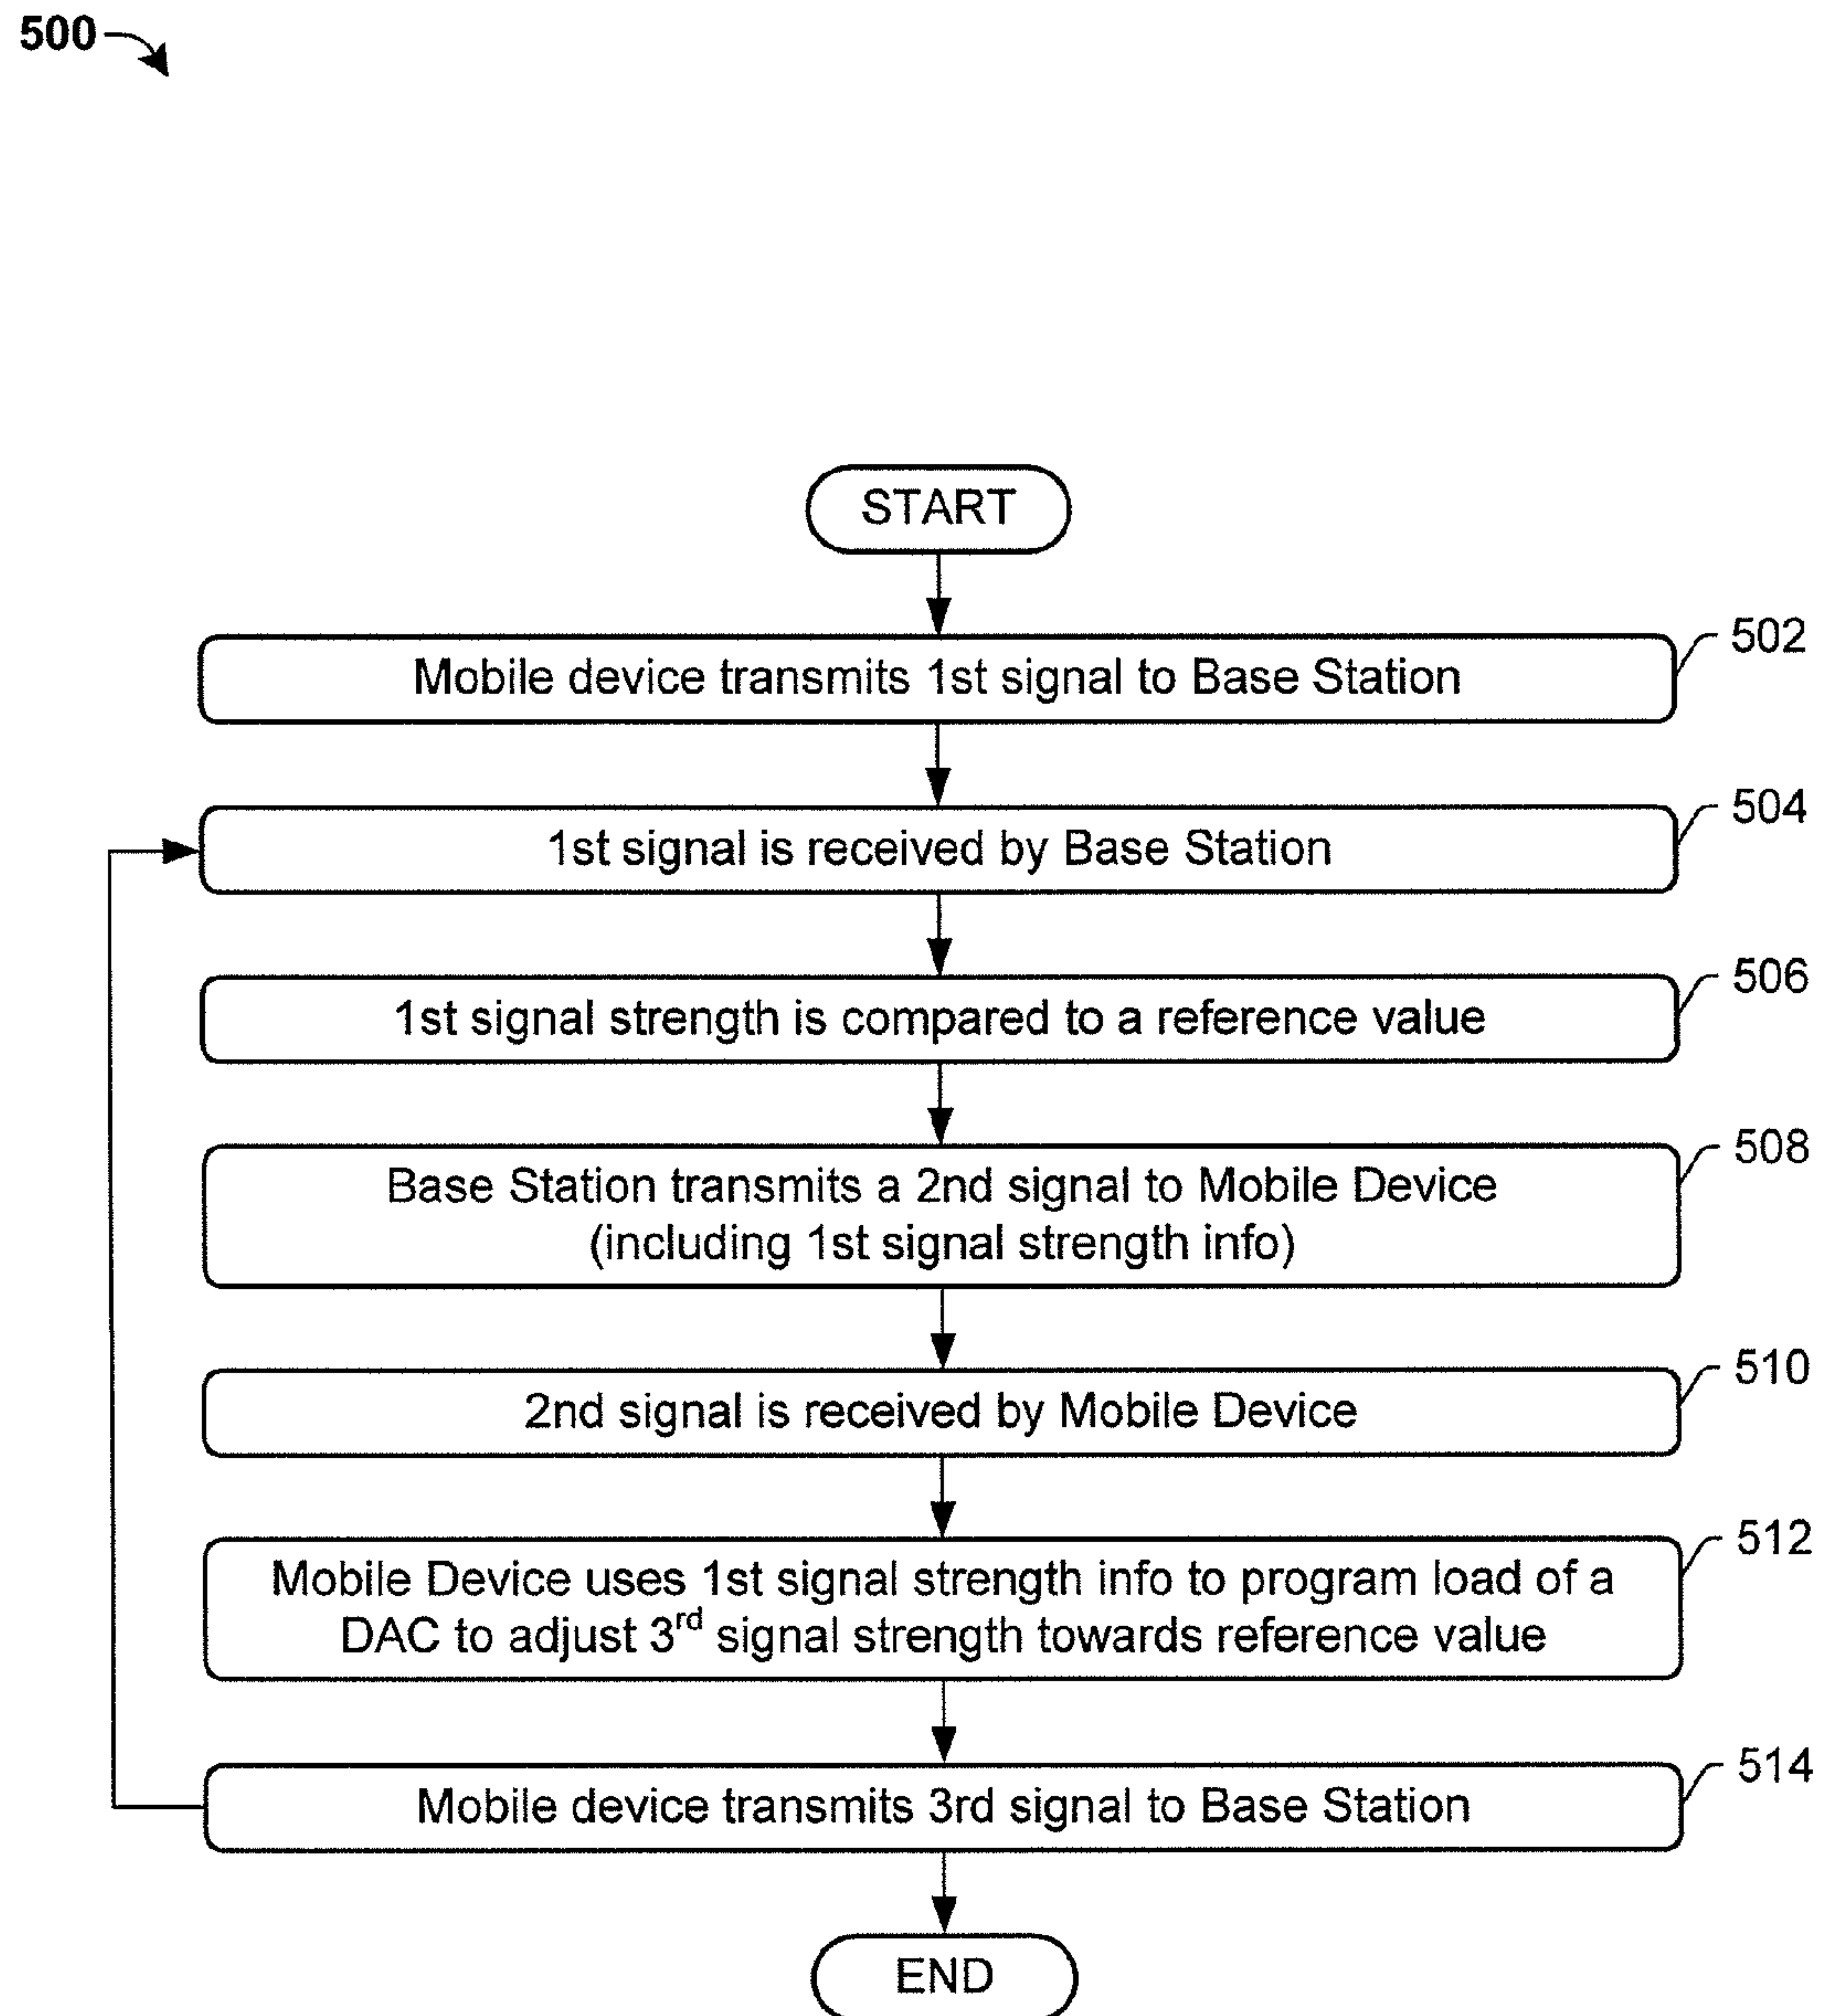 500
START
502
Mobile device transmits 1st signal to Base Station
504
1st signal is received by Base Station
506
1st signal strength is compared to a reference value
508
Base Station transmits a 2nd signal to Mobile Device
(including 1st signal strength info)
510
2nd signal is received by Mobile Device
512
Mobile Device uses 1st signal strength info to program load of a
DAC to adjust 3rd signal strength towards reference value
514
Mobile device transmits 3rd signal to Base Station
END